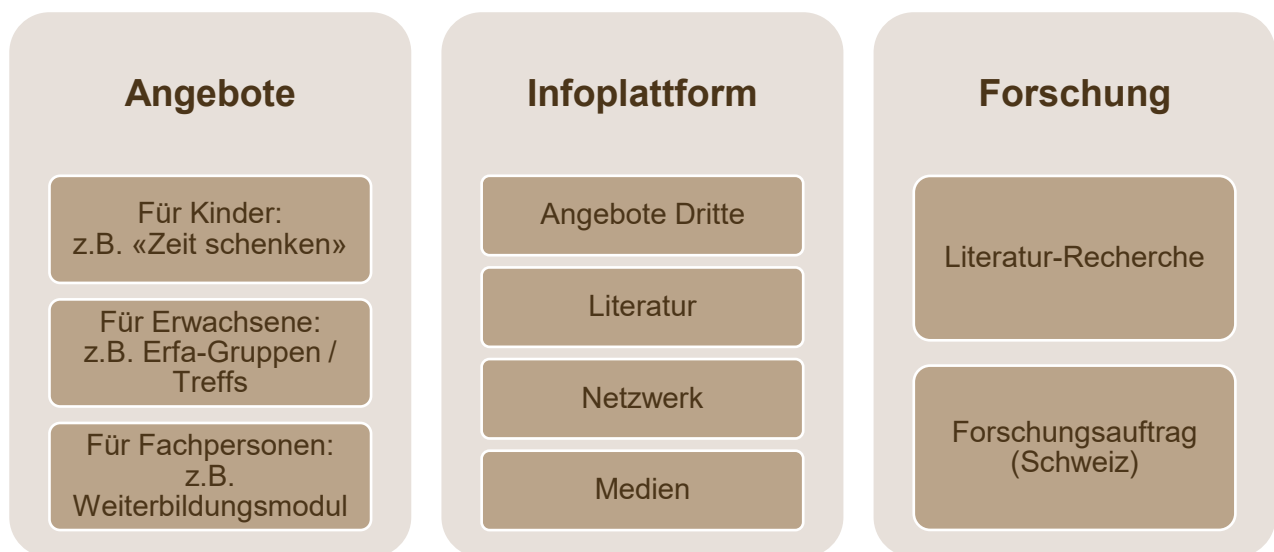 Angebote
Für Kinder:
z.B. «Zeit schenken»
Für Erwachsene:
z.B. Erfa-Gruppen /
Treffs
Für Fachpersonen:
z.B.
Weiterbildungsmodul
Infoplattform
Angebote Dritte
Literatur
Netzwerk
Medien
Forschung
Literatur-Recherche
Forschungsauftrag
(Schweiz)